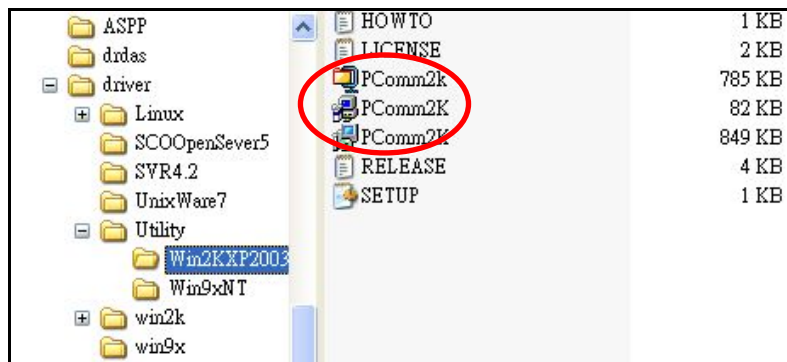 ASPP
drdas
driver
Linux
SCOOpenSever5
SVR4.2
UnixWare7
Utility
Win2KXP2003
Win9xNT
win2k
win9x
HOWTO 1 KB
LICENSE 2 KB
PComm2k 785 KB
PComm2K 82 KB
PComm2K 849 KB
RELEASE 4 KB
SETUP 1 KB